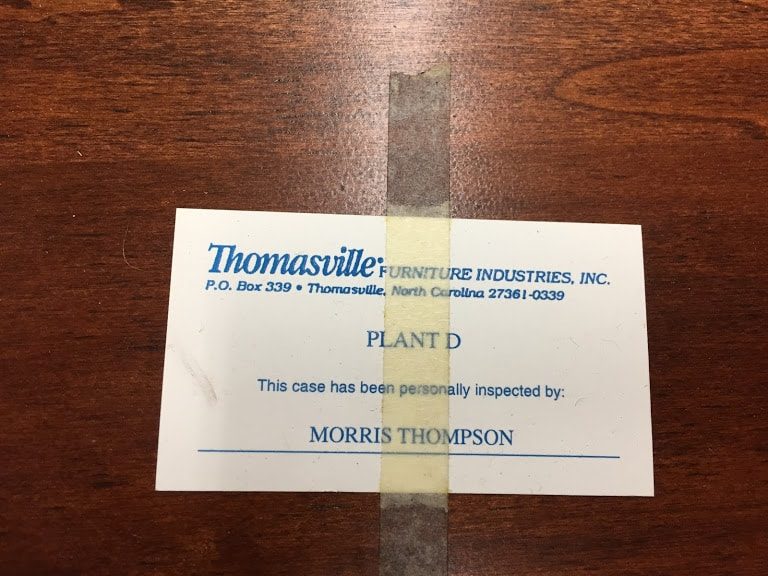 Thomasville FURNITURE INDUSTRIES, INC.
P.O. Box 339 • Thomasville, North Carolina 27361-0339
PLANT D
This case has been personally inspected by:
MORRIS THOMPSON